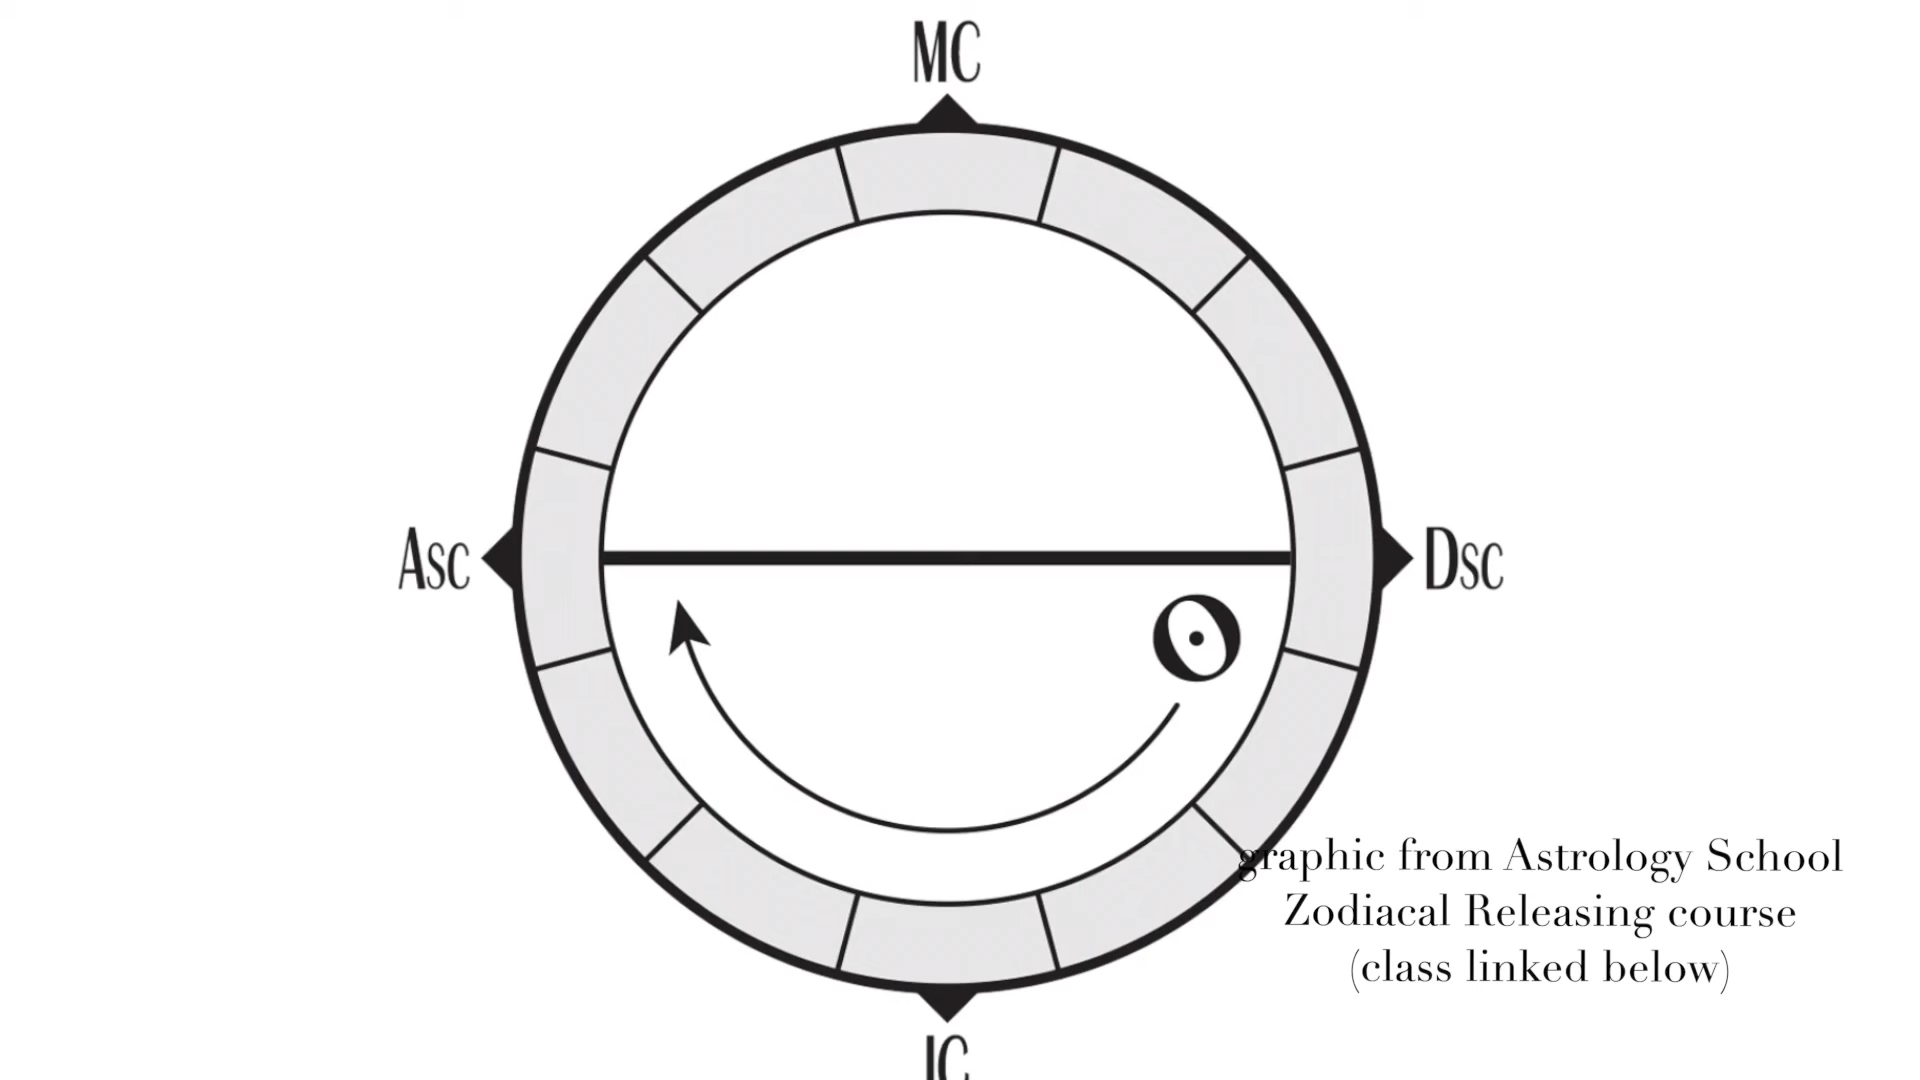 MC
Asc
Dsc
graphic from Astrology School
Zodiacal Releasing course
(class linked below)
IC